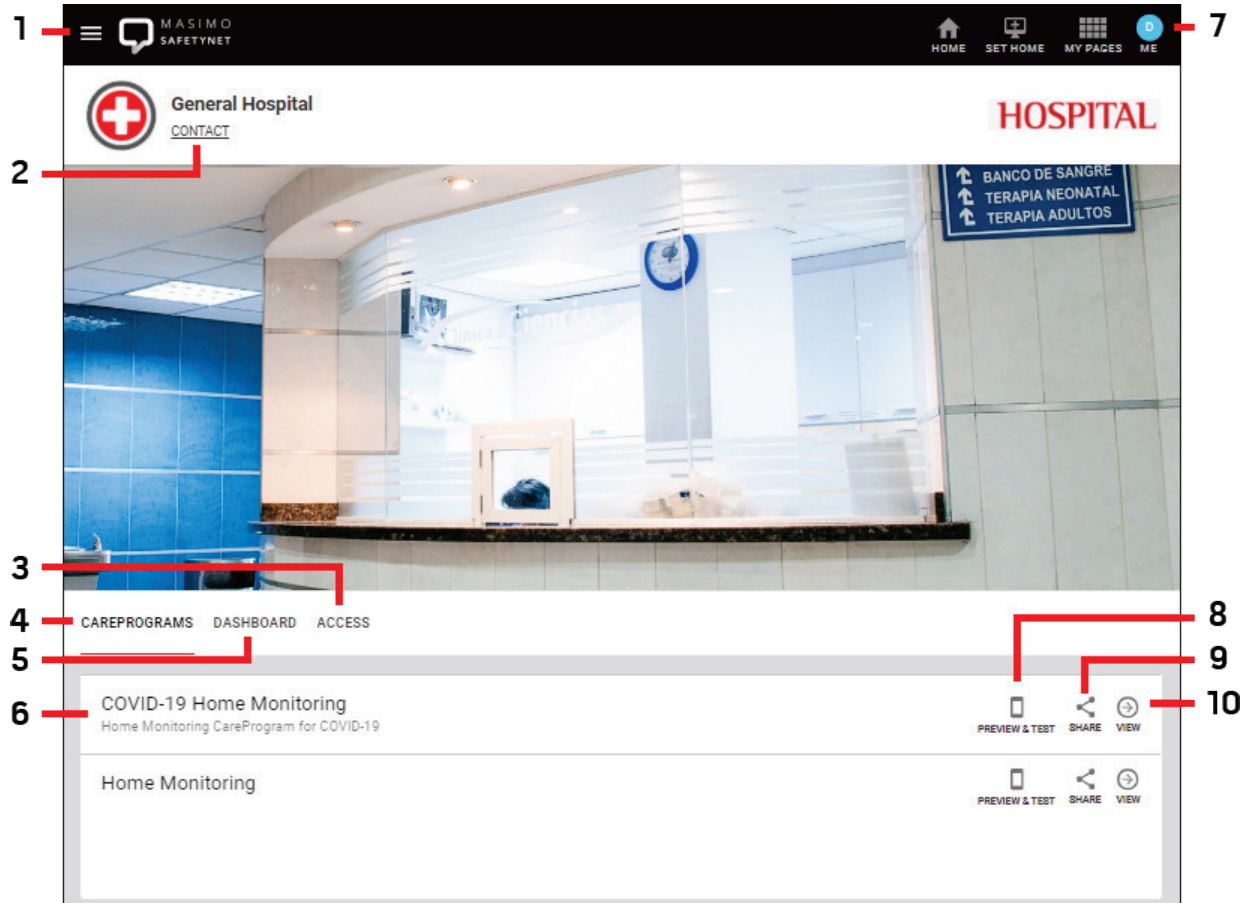 1
MASIMO
SAFETYNET
HOME
SET HOME
MY PAGES
D
ME
7
General Hospital
CONTACT
HOSPITAL
2
BANCO DE SANGRE
TERAPIA NEONATAL
TERAPIA ADULTOS
Clínica Ciencias
3
4
CAREPROGRAMS
DASHBOARD
ACCESS
8
5
9
6
COVID-19 Home Monitoring
Home Monitoring CareProgram for COVID-19
PREVIEW & TEST
SHARE
VIEW
10
Home Monitoring
PREVIEW & TEST
SHARE
VIEW